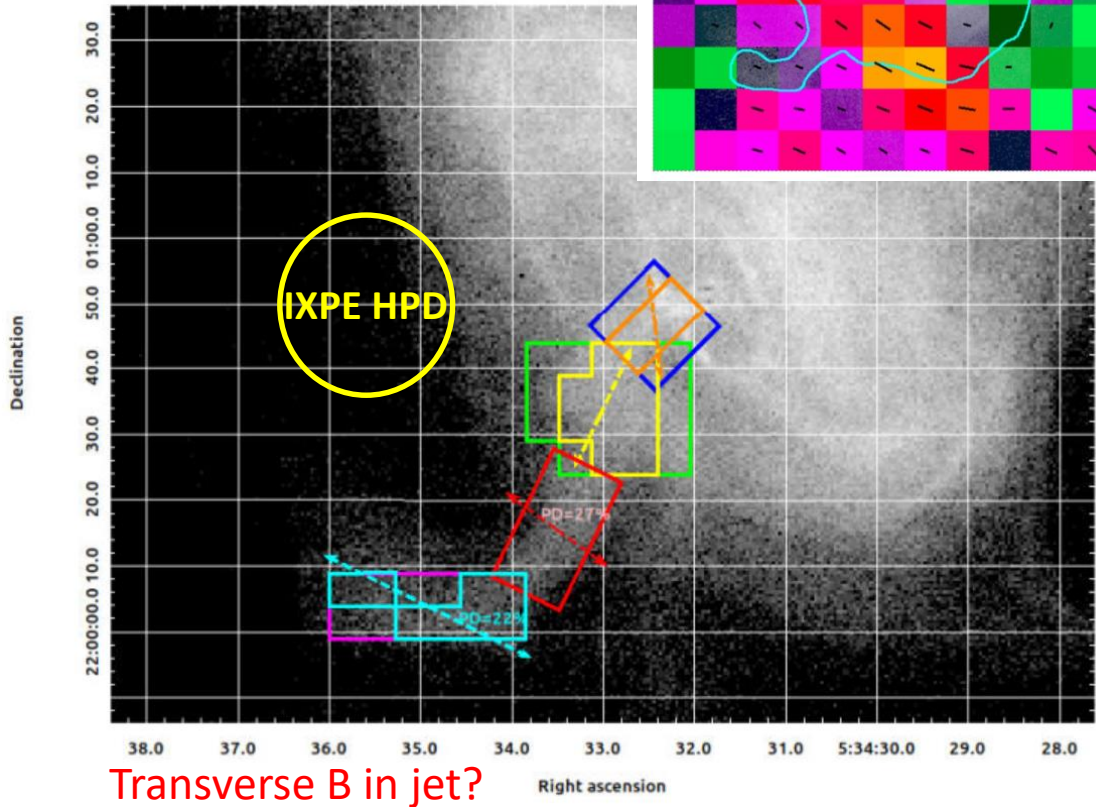 30.0
20.0
10.0
01:00.0
50.0
40.0
30.0
20.0
10.0
22:00:00.0
Declination
IXPE HPD
PD=27%
PD=22%
38.0 37.0 36.0 35.0 34.0 33.0 32.0 31.0 5:34:30.0 29.0 28.0
Transverse B in jet?
Right ascension